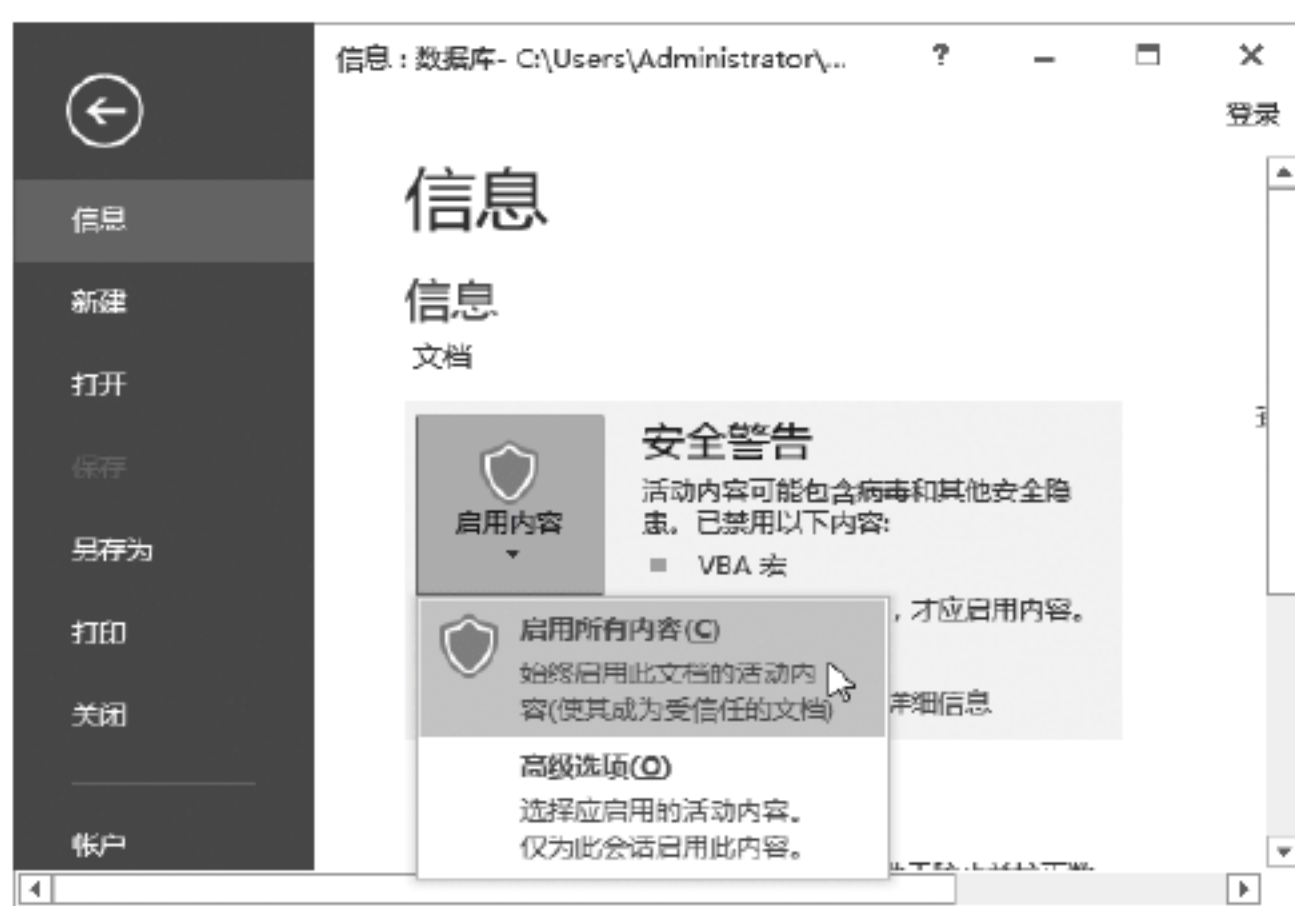 信息 : 数据库- C:\Users\Administrator\... ?
登录
信息
新建
打开
保存
另存为
打印
关闭
帐户
信息
信息
文档
启用内容
安全警告
活动内容可能包含病毒和其他安全隐
患。已禁用以下内容:
VBA 宏
，才应启用内容。
详细信息
启用所有内容(C)
始终启用此文档的活动内
容(使其成为受信任的文档)
高级选项(O)
选择应启用的活动内容。
仅为此会话启用此内容。